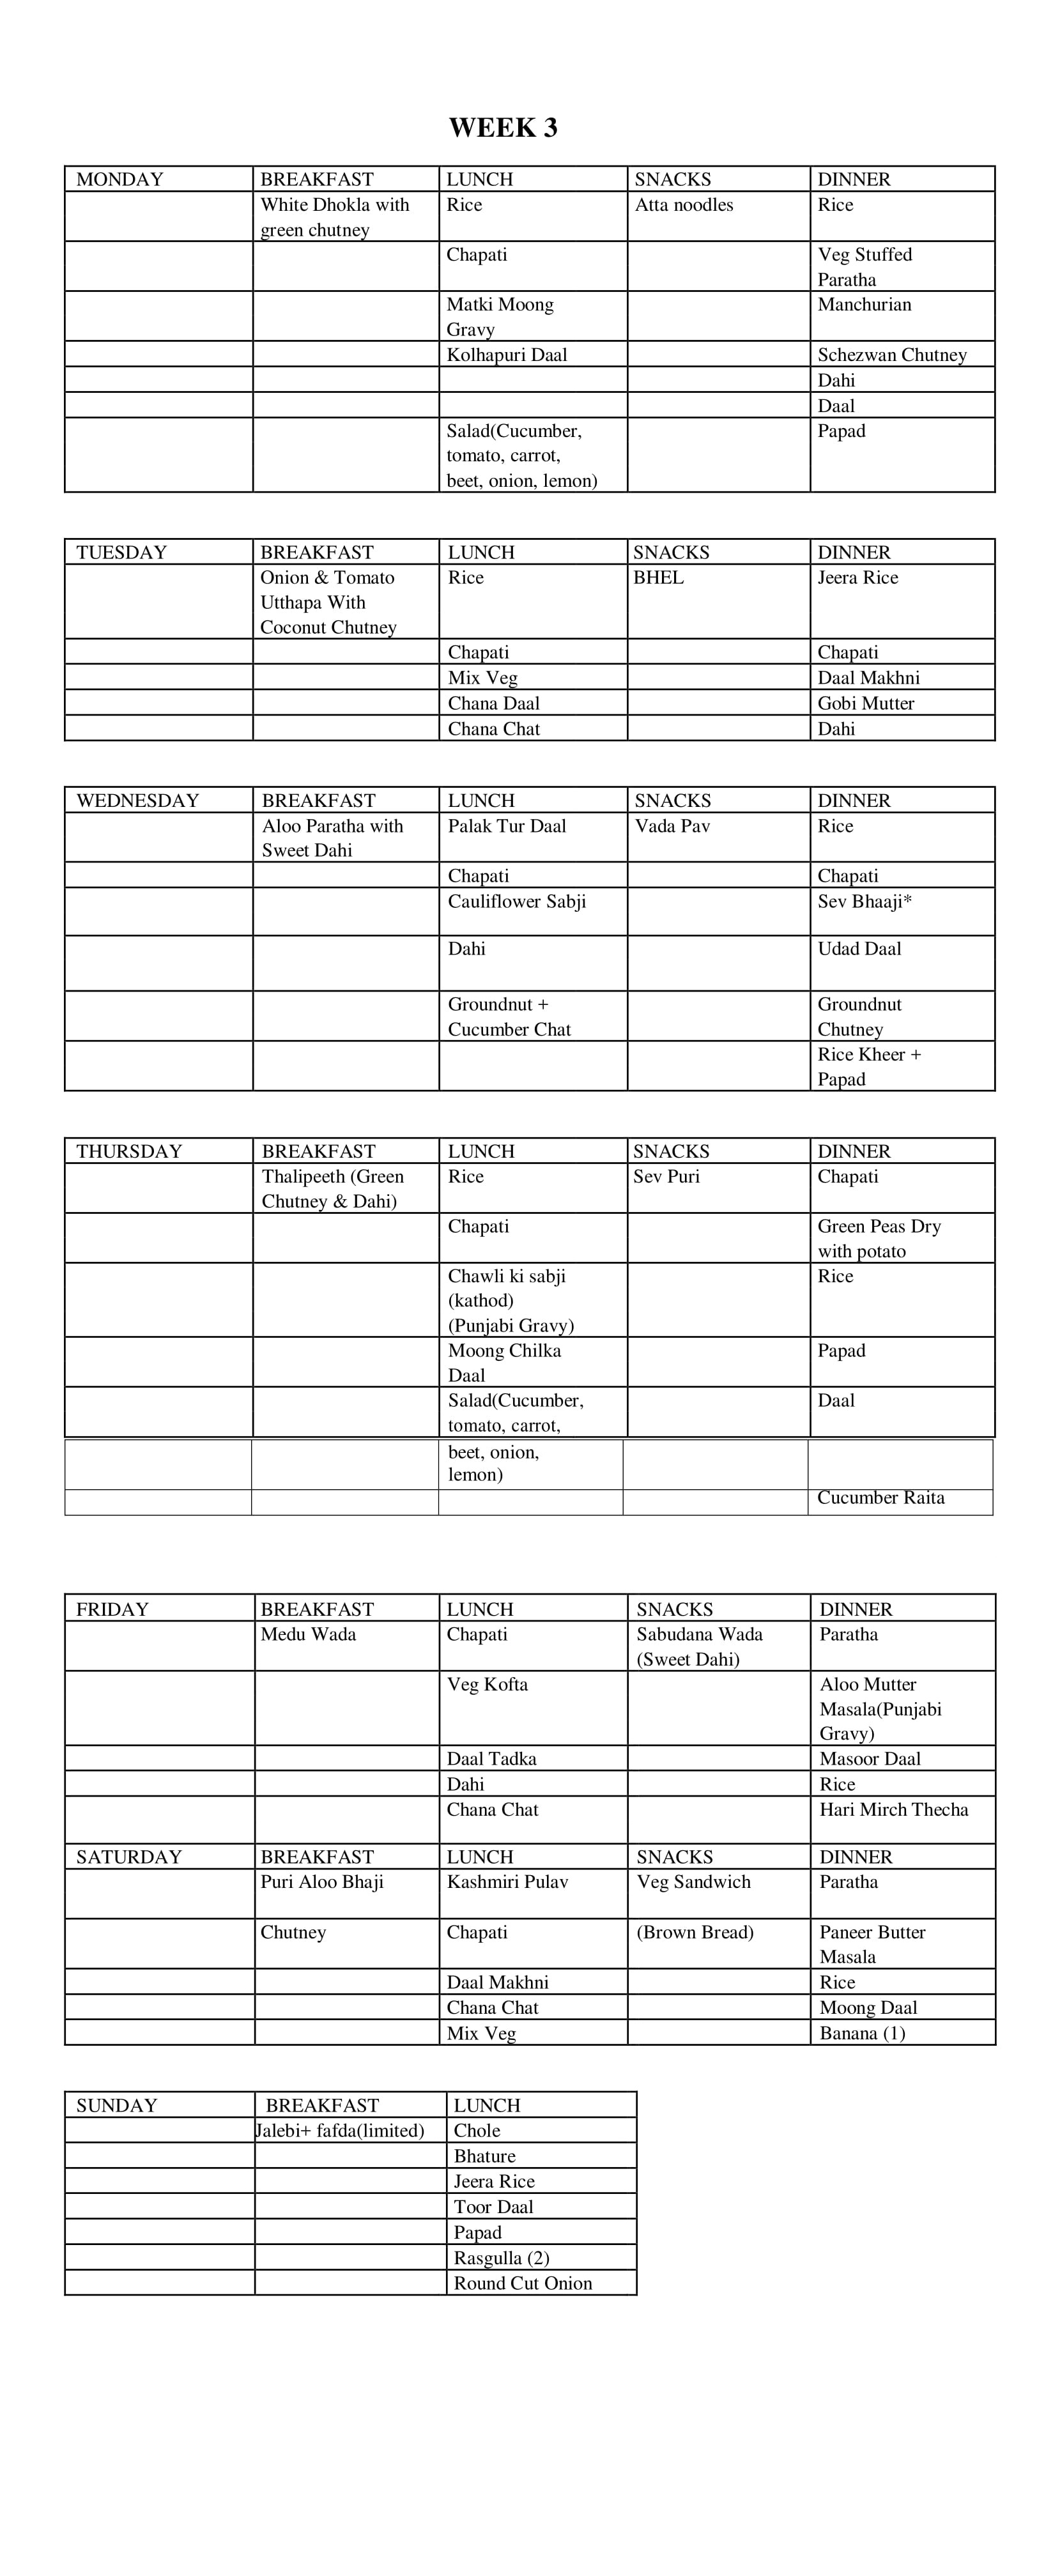 WEEK 3
MONDAY BREAKFAST LUNCH SNACKS DINNER
White Dhokla with Rice Atta noodles Rice
green chutney
Chapati Veg Stuffed
Paratha
Matki Moong Manchurian
Gravy
Kolhapuri Daal Schezwan Chutney
Dahi
Daal
Salad(Cucumber, Papad
tomato, carrot,
beet, onion, lemon)
TUESDAY BREAKFAST LUNCH SNACKS DINNER
Onion & Tomato Rice BHEL Jeera Rice
Utthapa With
Coconut Chutney
Chapati Chapati
Mix Veg Daal Makhni
Chana Daal Gobi Mutter
Chana Chat Dahi
WEDNESDAY BREAKFAST LUNCH SNACKS DINNER
Aloo Paratha with Palak Tur Daal Vada Pav Rice
Sweet Dahi
Chapati Chapati
Cauliflower Sabji Sev Bhaaji*
Dahi Udad Daal
Groundnut + Groundnut
Cucumber Chat Chutney
Rice Kheer +
Papad
THURSDAY BREAKFAST LUNCH SNACKS DINNER
Thalipeeth (Green Rice Sev Puri Chapati
Chutney & Dahi)
Chapati Green Peas Dry
with potato
Chawli ki sabji Rice
(kathod)
(Punjabi Gravy)
Moong Chilka Papad
Daal
Salad(Cucumber, Daal
tomato, carrot,
beet, onion,
lemon)
Cucumber Raita
FRIDAY BREAKFAST LUNCH SNACKS DINNER
Medu Wada Chapati Sabudana Wada Paratha
(Sweet Dahi)
Veg Kofta Aloo Mutter
Masala(Punjabi
Gravy)
Daal Tadka Masoor Daal
Dahi Rice
Chana Chat Hari Mirch Thecha
SATURDAY BREAKFAST LUNCH SNACKS DINNER
Puri Aloo Bhaji Kashmiri Pulav Veg Sandwich Paratha
Chutney Chapati (Brown Bread) Paneer Butter
Masala
Daal Makhni Rice
Chana Chat Moong Daal
Mix Veg Banana (1)
SUNDAY BREAKFAST LUNCH
Jalebi+ fafda(limited) Chole
Bhature
Jeera Rice
Toor Daal
Papad
Rasgulla (2)
Round Cut Onion